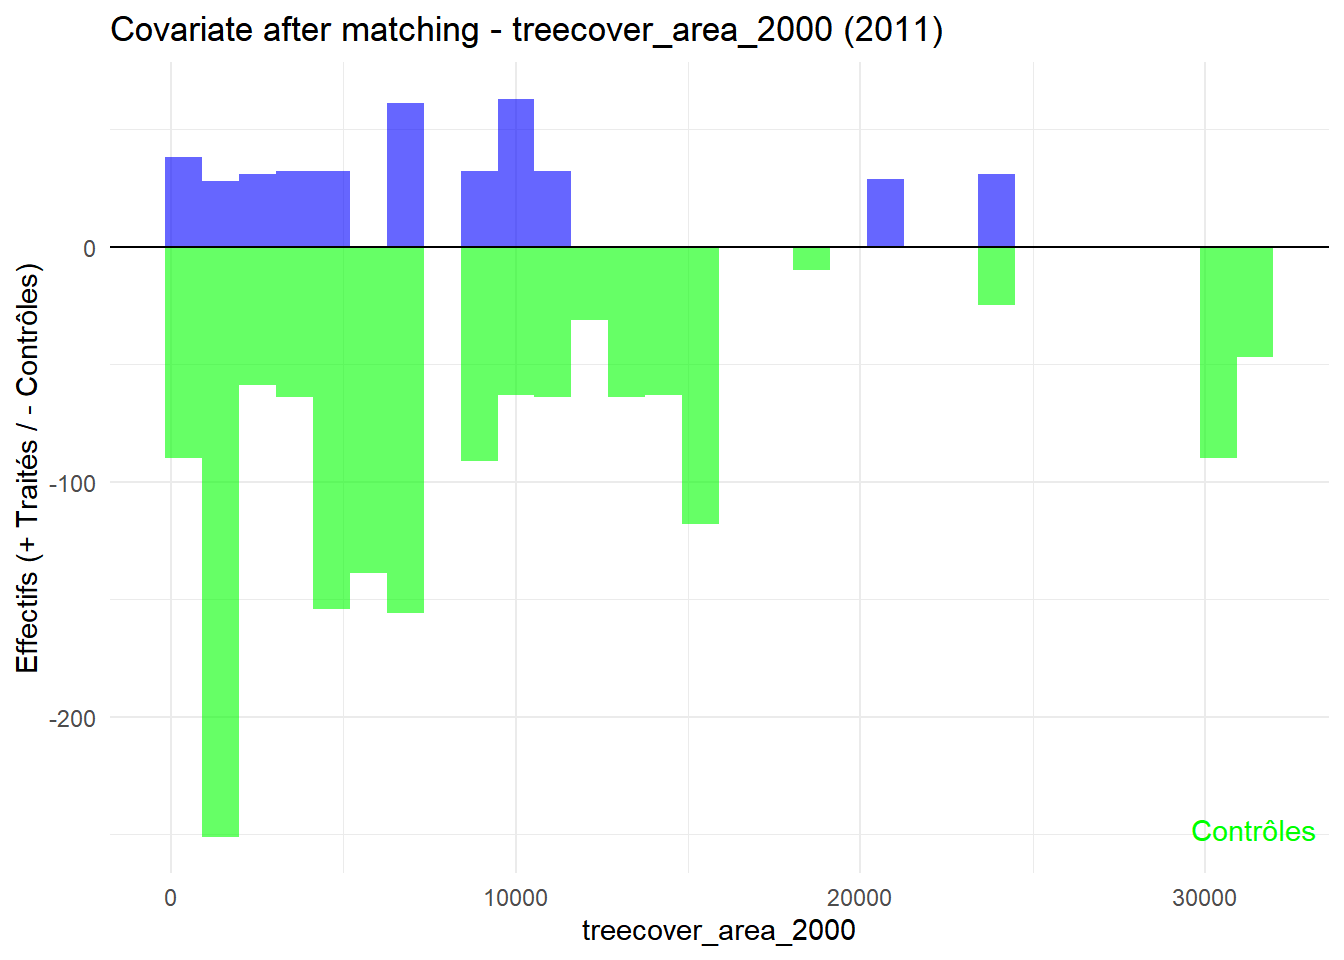 Covariate after matching - treecover_area_2000 (2011)
Effectifs (+ Traités / - Contrôles)
0
-100
-200
Contrôles
0
10000
20000
30000
treecover_area_2000